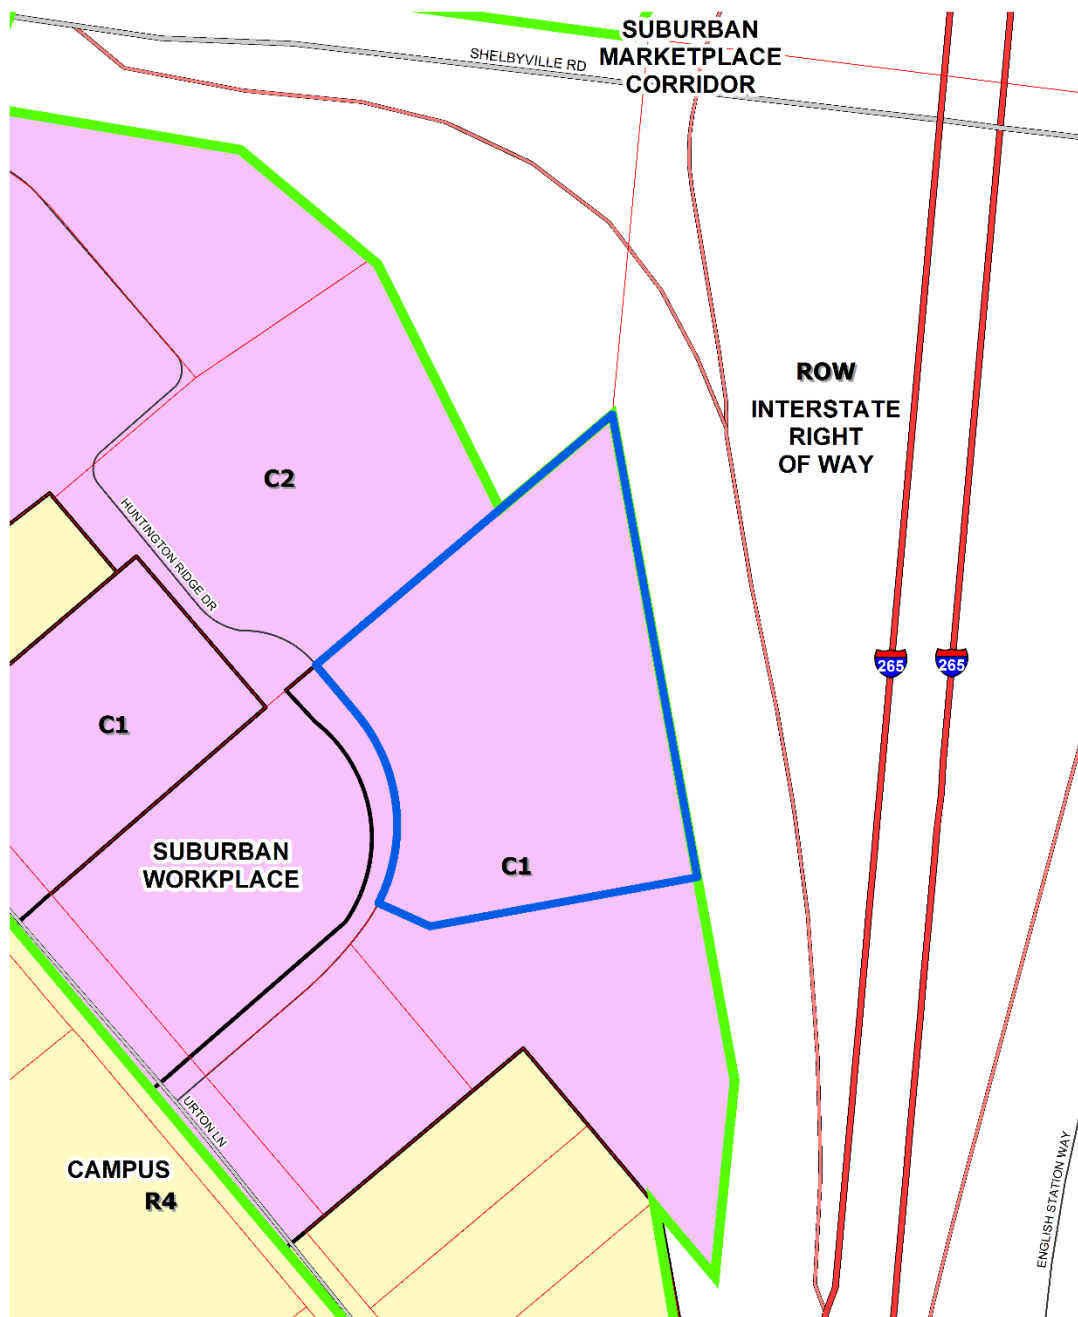 SUBURBAN
MARKETPLACE
CORRIDOR
SHELBYVILLE RD
ROW
INTERSTATE
RIGHT
OF WAY
C2
HUNTINGTON RIDGE DR
265
265
C1
SUBURBAN
WORKPLACE
C1
URTON LN
CAMPUS
R4
ENGLISH STATION WAY